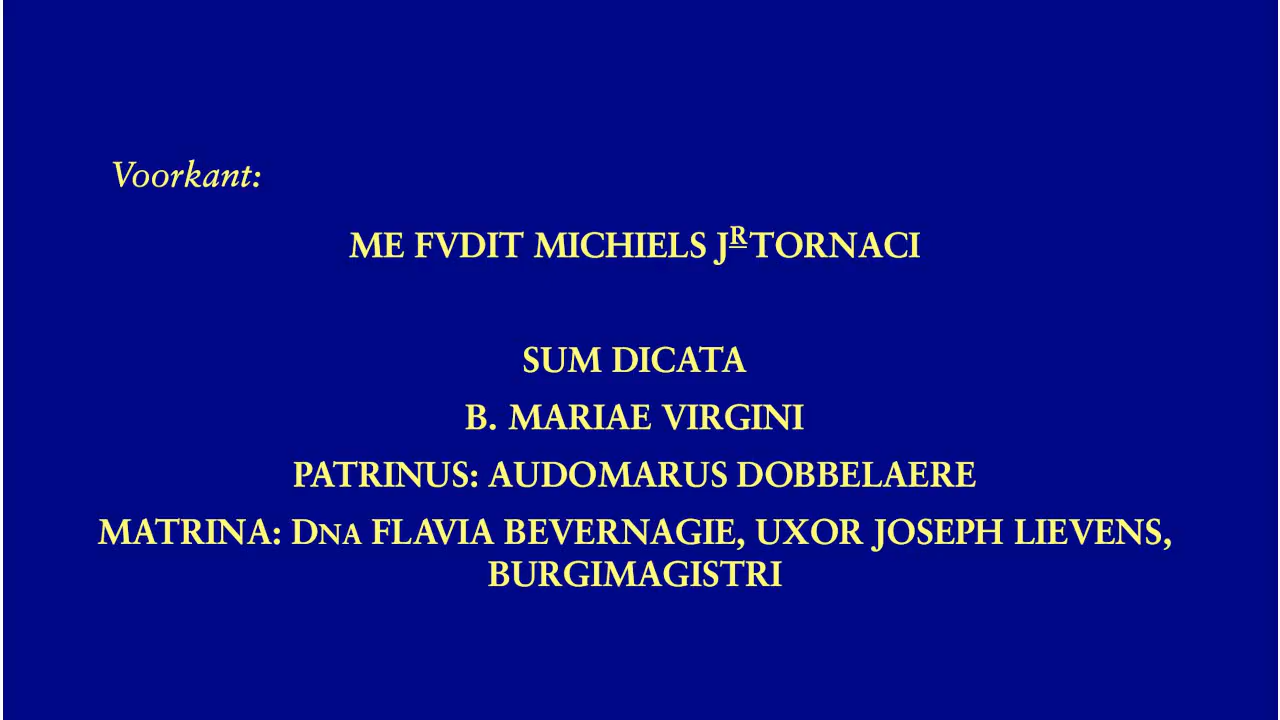 Voorkant:
ME FVDIT MICHIELS JR TORNACI
SUM DICATA
B. MARIAE VIRGINI
PATRINUS: AUDOMARUS DOBBELAERE
MATRINA: DNA FLAVIA BEVERNAGIE, UXOR JOSEPH LIEVENS,
BURGIMAGISTRI